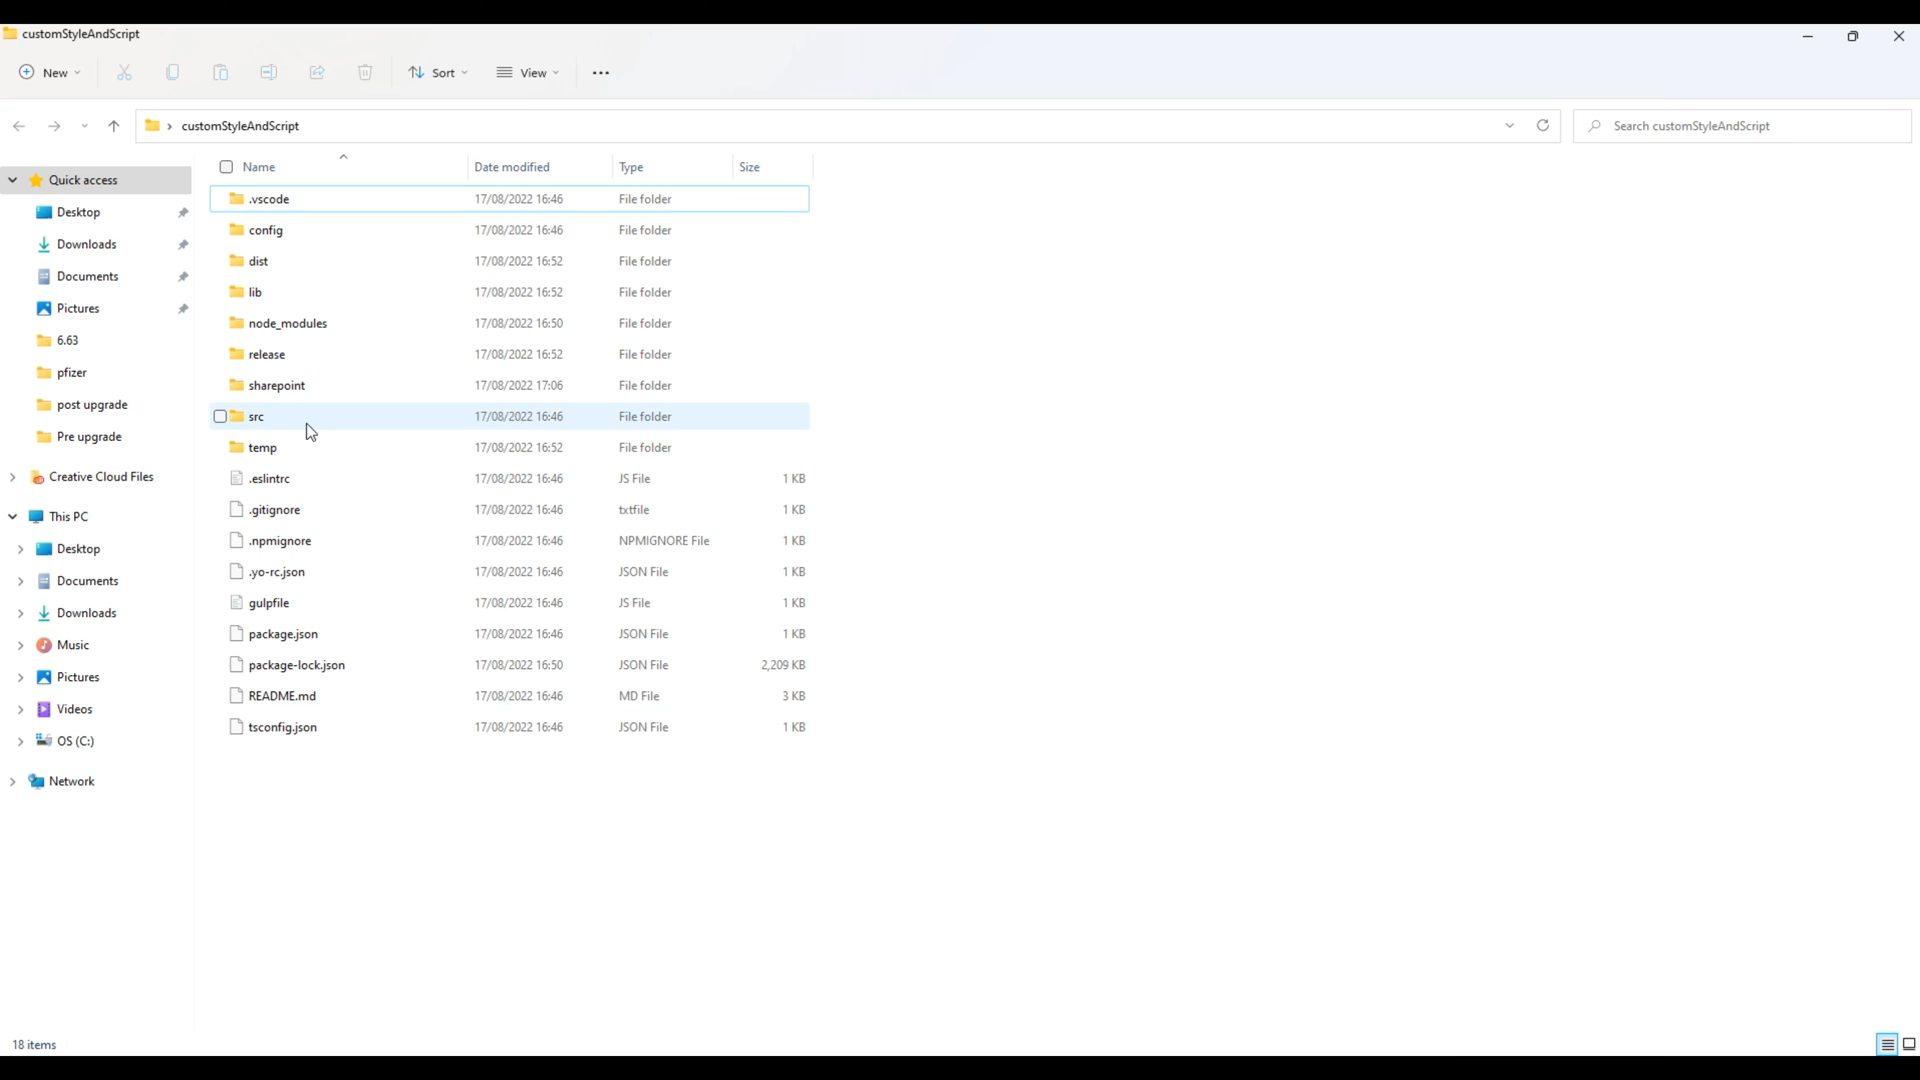 customStyleAndScript
New
Sort
View
customStyleAndScript
Search customStyleAndScript
Quick access
Desktop
Downloads
Documents
Pictures
6.63
pfizer
post upgrade
Pre upgrade
Creative Cloud Files
This PC
Desktop
Documents
Downloads
Music
Pictures
Videos
OS (C:)
Network
Name Date modified Type Size
.vscode 17/08/2022 16:46 File folder
config 17/08/2022 16:46 File folder
dist 17/08/2022 16:52 File folder
lib 17/08/2022 16:52 File folder
node_modules 17/08/2022 16:50 File folder
release 17/08/2022 16:52 File folder
sharepoint 17/08/2022 17:06 File folder
src 17/08/2022 16:46 File folder
temp 17/08/2022 16:52 File folder
.eslintrc 17/08/2022 16:46 JS File 1 KB
.gitignore 17/08/2022 16:46 txtfile 1 KB
.npmignore 17/08/2022 16:46 NPMIGNORE File 1 KB
.yo-rc.json 17/08/2022 16:46 JSON File 1 KB
gulpfile 17/08/2022 16:46 JS File 1 KB
package.json 17/08/2022 16:46 JSON File 1 KB
package-lock.json 17/08/2022 16:50 JSON File 2,209 KB
README.md 17/08/2022 16:46 MD File 3 KB
tsconfig.json 17/08/2022 16:46 JSON File 1 KB
18 items